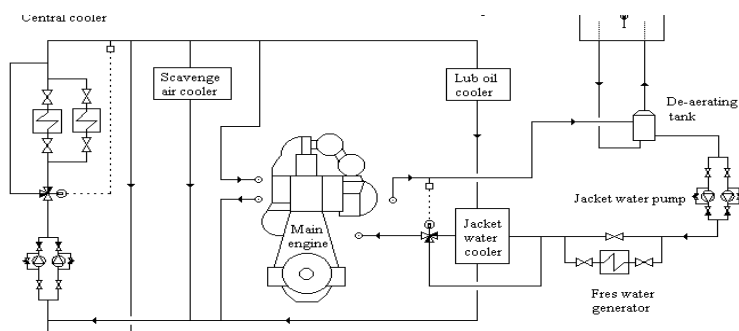 Central cooler
Scavenge
air cooler
Lub oil
cooler
De-aerating
tank
Jacket water pump
Main
engine
Jacket
water
cooler
Fres water
generator